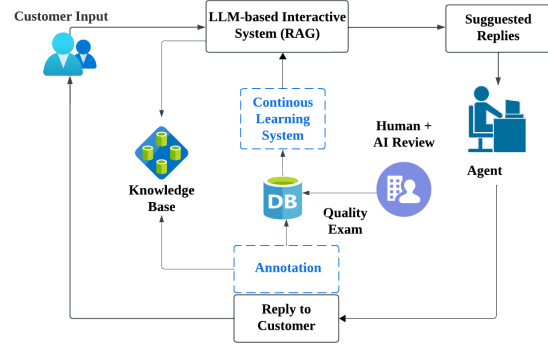 Customer Input
LLM-based Interactive
System (RAG)
Sugguested
Replies
Continous
Learning
System
Human +
AI Review
Agent
Knowledge
Base
DB
Quality
Exam
Annotation
Reply to
Customer